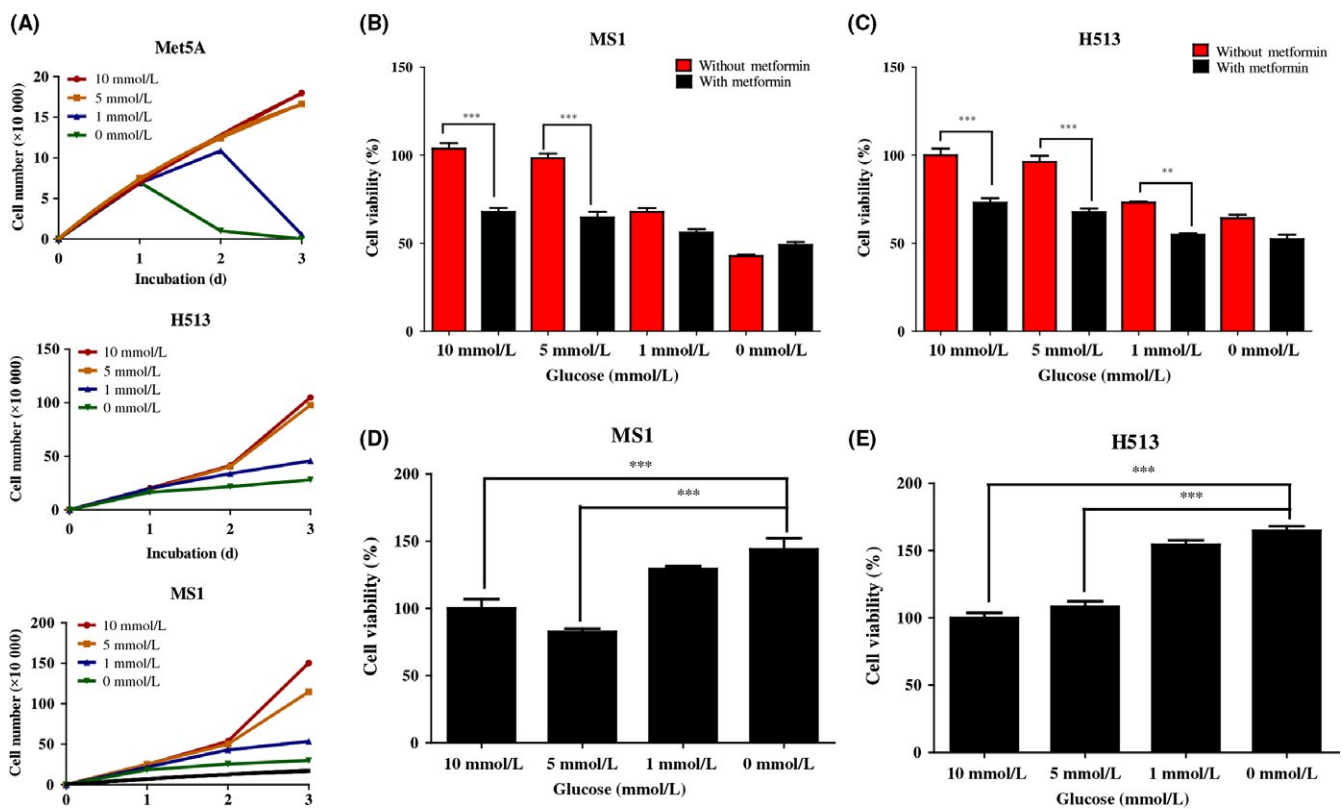 (A)
Met5A
10 mmol/L
5 mmol/L
1 mmol/L
0 mmol/L
Cell number (×10 000)
20
15
10
5
0
0 1 2 3
Incubation (d)
H513
10 mmol/L
5 mmol/L
1 mmol/L
0 mmol/L
Cell number (×10 000)
150
100
50
0
0 1 2 3
Incubation (d)
MS1
10 mmol/L
5 mmol/L
1 mmol/L
0 mmol/L
Cell number (×10 000)
200
150
100
50
0
0 1 2 3
(B)
MS1
Without metformin
With metformin
Cell viability (%)
150
100
50
0
*** ***
10 mmol/L 5 mmol/L 1 mmol/L 0 mmol/L
Glucose (mmol/L)
(C)
H513
Without metformin
With metformin
Cell viability (%)
150
100
50
0
*** *** **
10 mmol/L 5 mmol/L 1 mmol/L 0 mmol/L
Glucose (mmol/L)
(D)
MS1
Cell viability (%)
200
150
100
50
0
***
***
10 mmol/L 5 mmol/L 1 mmol/L 0 mmol/L
Glucose (mmol/L)
(E)
H513
Cell viability (%)
200
150
100
50
0
***
***
10 mmol/L 5 mmol/L 1 mmol/L 0 mmol/L
Glucose (mmol/L)